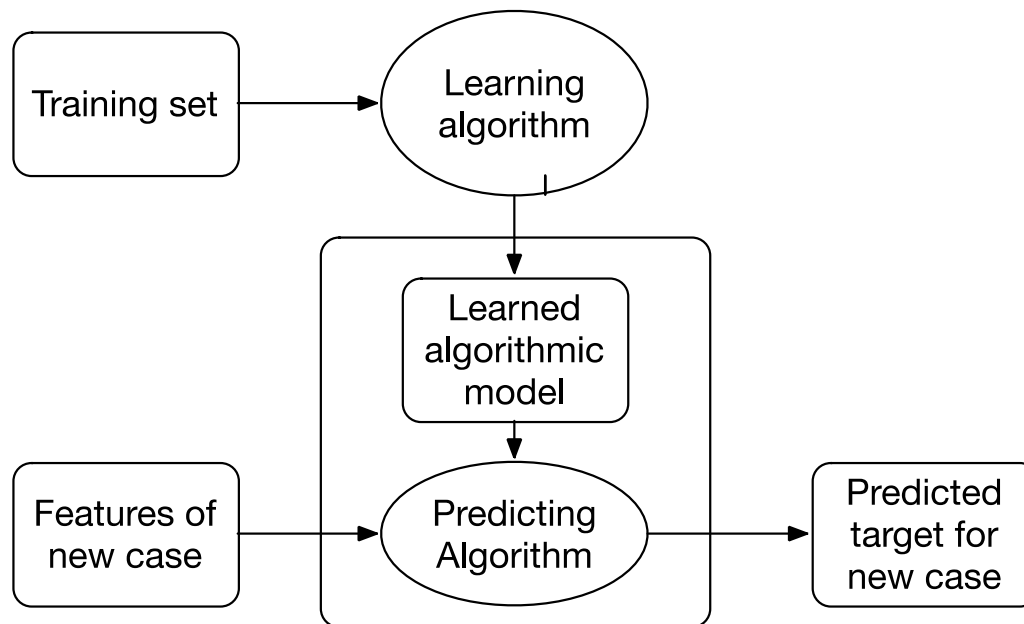 Training set
Learning
algorithm
Learned
algorithmic
model
Features of
new case
Predicting
Algorithm
Predicted
target for
new case